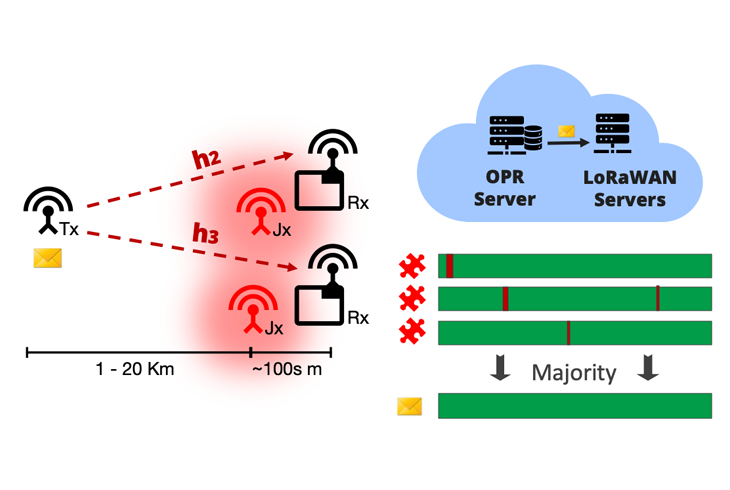 h2
Rx
Tx
Jx
h3
Rx
Jx
1 - 20 Km
~100s m
OPR
Server
LoRaWAN
Servers
Majority